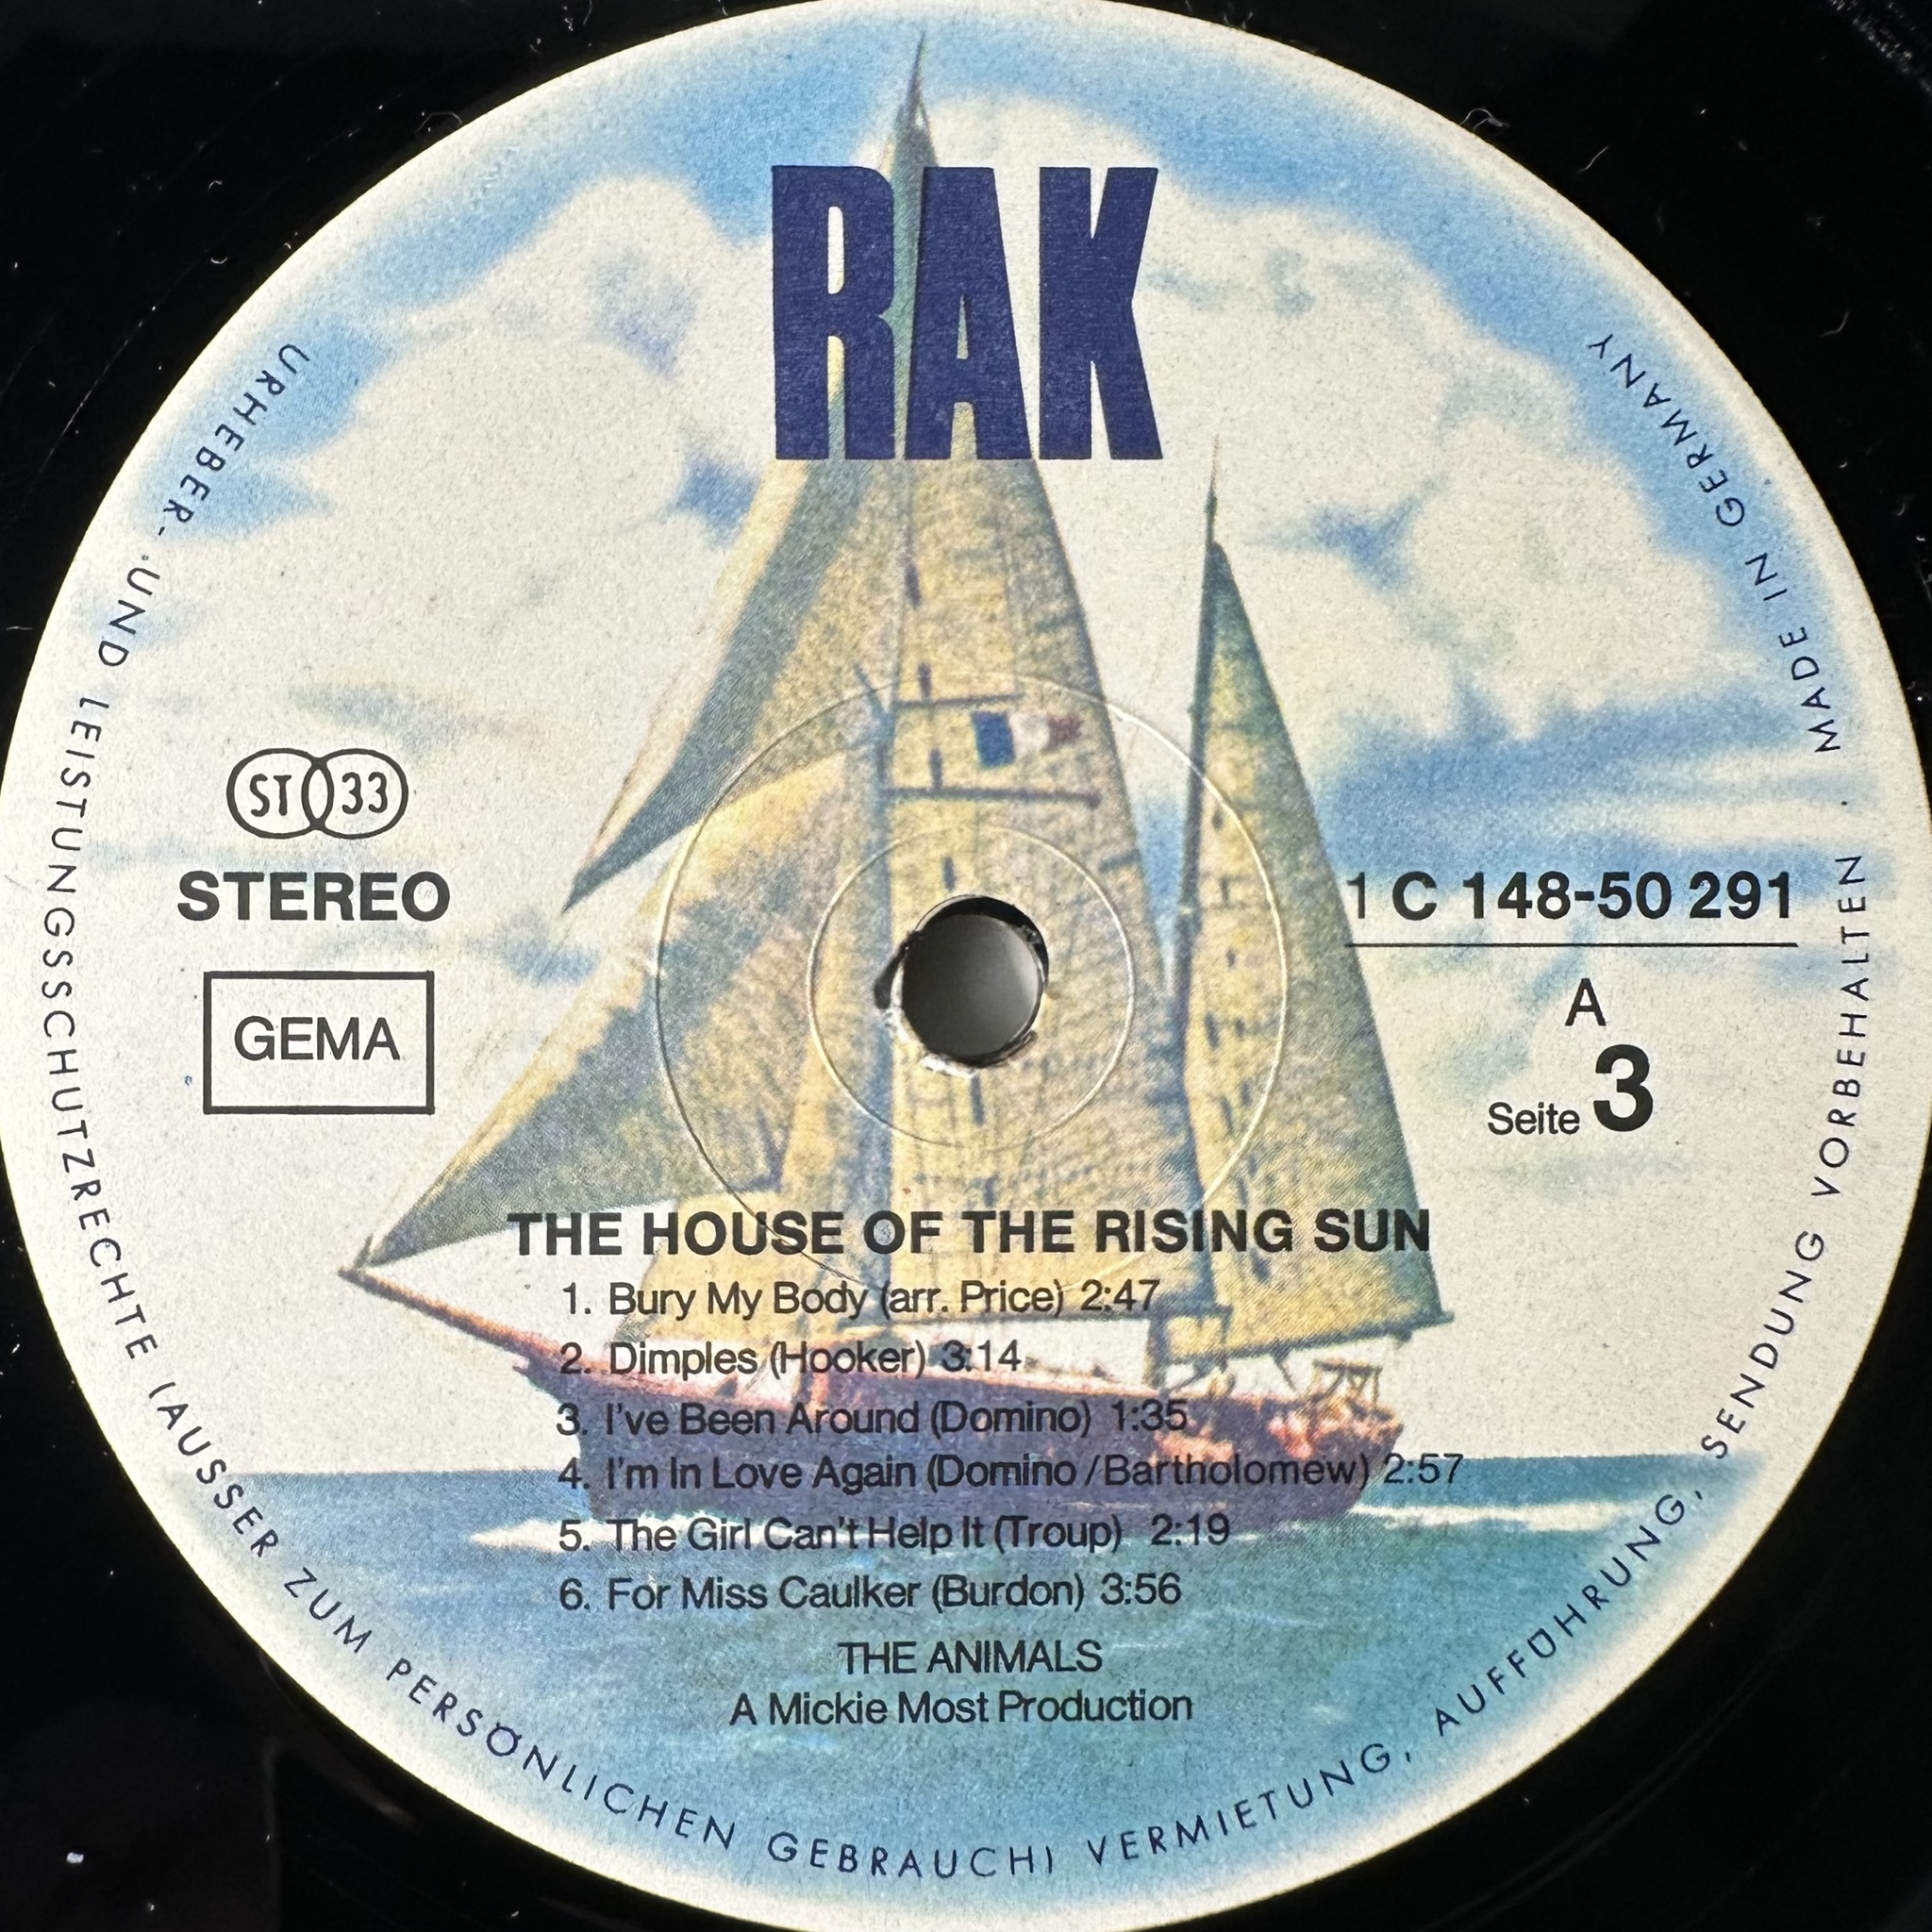 RAK
ST 33
STEREO
GEMA
1 C 148-50 291
A
Seite 3
THE HOUSE OF THE RISING SUN
1. Bury My Body (arr. Price) 2:47
2. Dimples (Hooker) 3:14
3. I've Been Around (Domino) 1:35
4. I'm In Love Again (Domino/Bartholomew) 2:57
5. The Girl Can't Help It (Troup) 2:19
6. For Miss Caulker (Burdon) 3:56
THE ANIMALS
A Mickie Most Production
URHEBER- UND LEISTUNGSSCHUTZRECHTE (AUSSER ZUM PERSÖNLICHEN GEBRAUCH) VERMIETUNG, AUFFÜHRUNG, SENDUNG VORBEHALTEN · MADE IN GERMANY